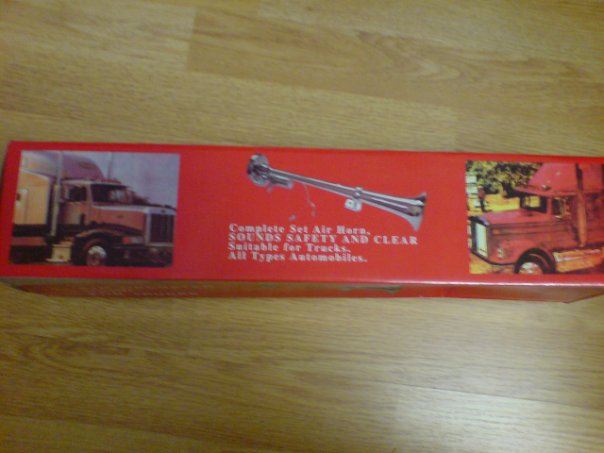 Complete Set Air Horn,
SOUNDS SAFETY AND CLEAR
Suitable for Trucks.
All Types Automobiles.